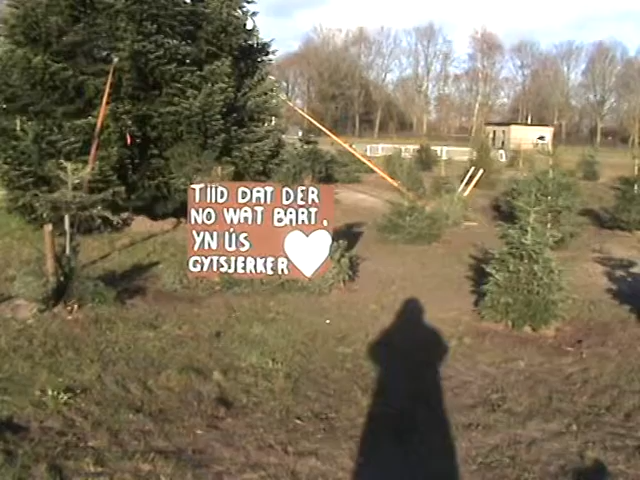 TIID DAT DER
NO WAT BART.
YN ÚS
GYTSJERKER